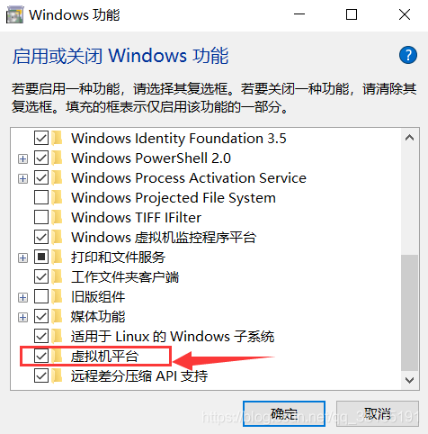 Windows 功能
启用或关闭 Windows 功能
若要启用一种功能，请选择其复选框。若要关闭一种功能，请清除其
复选框。填充的框表示仅启用该功能的一部分。
Windows Identity Foundation 3.5
Windows PowerShell 2.0
Windows Process Activation Service
Windows Projected File System
Windows TIFF IFilter
Windows 虚拟机监控程序平台
打印和文件服务
工作文件夹客户端
旧版组件
媒体功能
适用于 Linux 的 Windows 子系统
虚拟机平台
远程差分压缩 API 支持
确定
取消